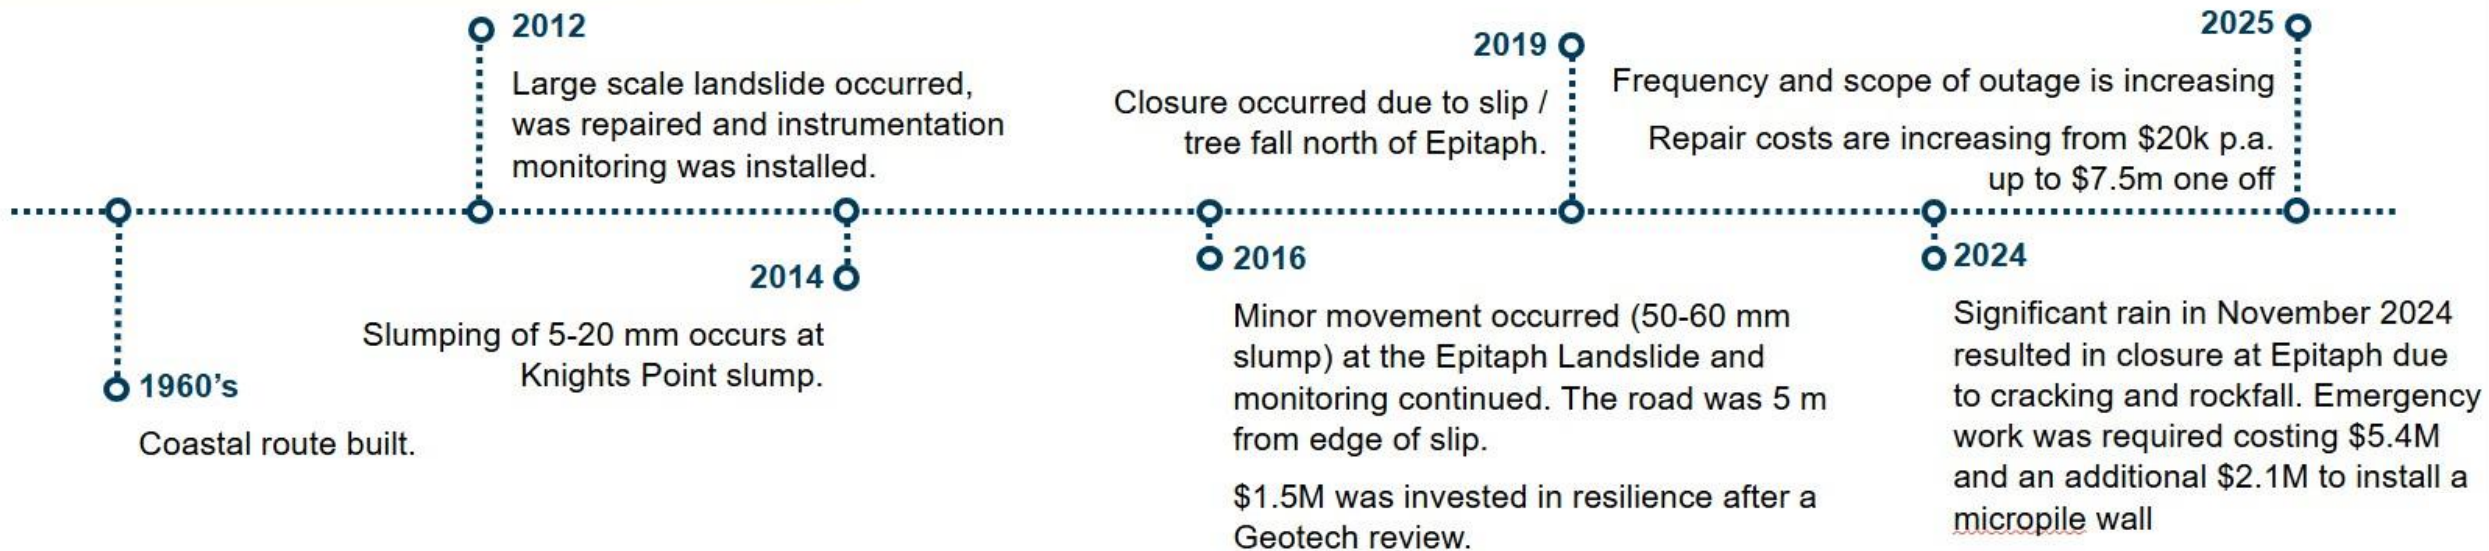 1960’s
Coastal route built.
2012
Large scale landslide occurred,
was repaired and instrumentation
monitoring was installed.
2014
Slumping of 5-20 mm occurs at
Knights Point slump.
2016
Minor movement occurred (50-60 mm
slump) at the Epitaph Landslide and
monitoring continued. The road was 5 m
from edge of slip.
$1.5M was invested in resilience after a
Geotech review.
2019
Closure occurred due to slip /
tree fall north of Epitaph.
2024
Significant rain in November 2024
resulted in closure at Epitaph due
to cracking and rockfall. Emergency
work was required costing $5.4M
and an additional $2.1M to install a
micropile wall
2025
Frequency and scope of outage is increasing
Repair costs are increasing from $20k p.a.
up to $7.5m one off